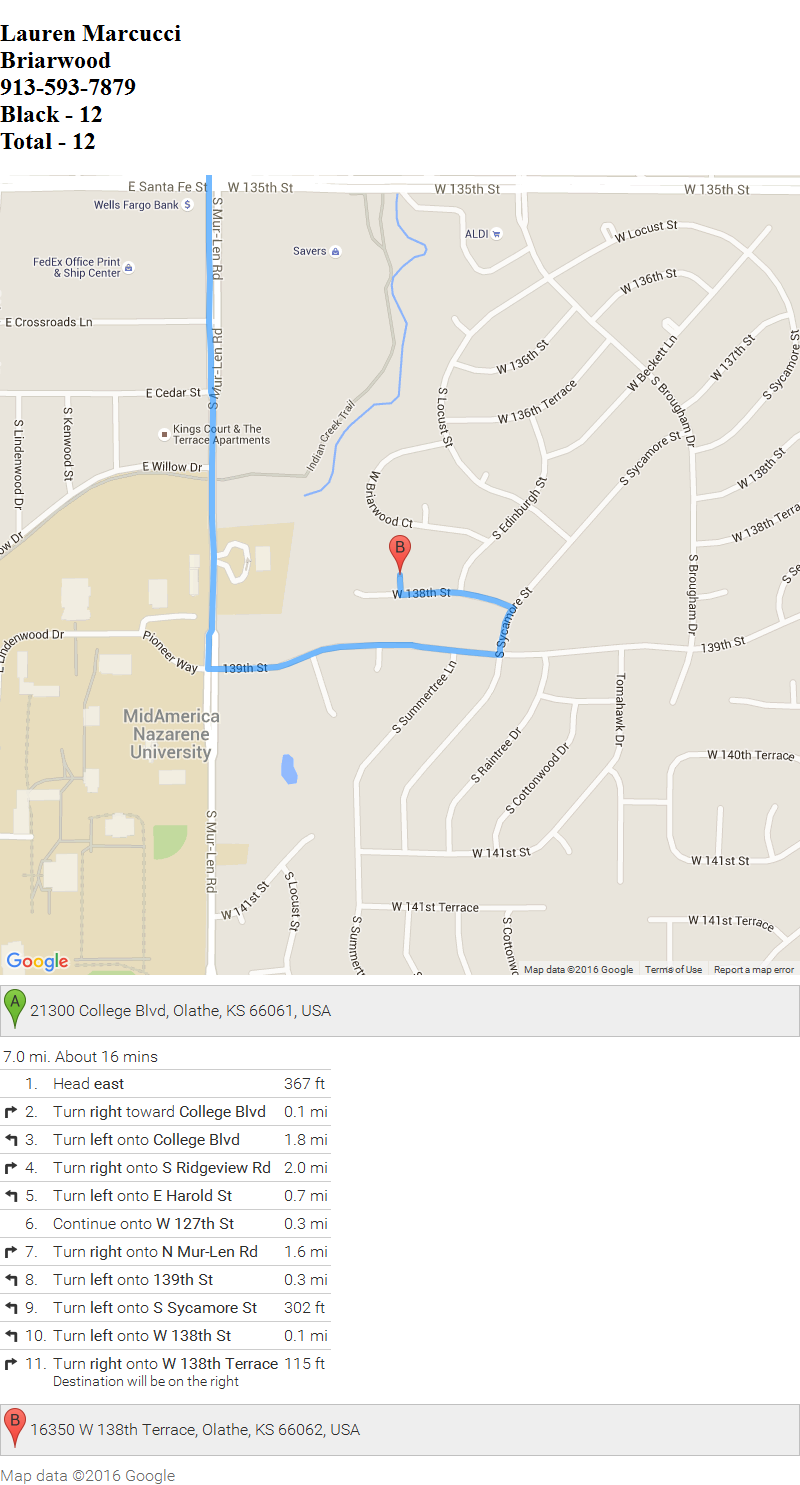 Lauren Marcucci
Briarwood
913-593-7879
Black - 12
Total - 12
E Santa Fe St
W 135th St
W 135th St
W 135th St
Wells Fargo Bank
S Mur-Len Rd
W Locust St
ALDI
Savers
FedEx Office Print
& Ship Center
W 136th St
E Crossroads Ln
S Mur-Len Rd
W 136th St
W Beckett Ln
W 137th St
S Sycamore St
E Cedar St
S Locust St
W 136th Terrace
S Brougham Dr
S Lindenwood Dr
S Kenwood St
Kings Court & The
Terrace Apartments
Indian Creek Trail
S Sycamore St
E Willow Dr
W 138th St
W Briarwood Ct
S Edinburgh St
ow Dr
W 138th Terra
B
S Brougham Dr
S Se
W 138th St
S Sycamore St
E Lindenwood Dr
Pioneer Way
139th St
139th St
S Summertree Ln
Tomahawk Dr
MidAmerica
Nazarene
University
S Raintree Dr
S Cottonwood Dr
W 140th Terrace
S Mur-Len Rd
W 141st St
W 141st St
W 141st St
S Locust St
W 141st Terrace
W 141st Terrace
S Summert
S Cottonwo
Google
Map data ©2016 Google
Terms of Use
Report a map error
A
21300 College Blvd, Olathe, KS 66061, USA
7.0 mi. About 16 mins
1. Head east 367 ft
2. Turn right toward College Blvd 0.1 mi
3. Turn left onto College Blvd 1.8 mi
4. Turn right onto S Ridgeview Rd 2.0 mi
5. Turn left onto E Harold St 0.7 mi
6. Continue onto W 127th St 0.3 mi
7. Turn right onto N Mur-Len Rd 1.6 mi
8. Turn left onto 139th St 0.3 mi
9. Turn left onto S Sycamore St 302 ft
10. Turn left onto W 138th St 0.1 mi
11. Turn right onto W 138th Terrace 115 ft
Destination will be on the right
B
16350 W 138th Terrace, Olathe, KS 66062, USA
Map data ©2016 Google